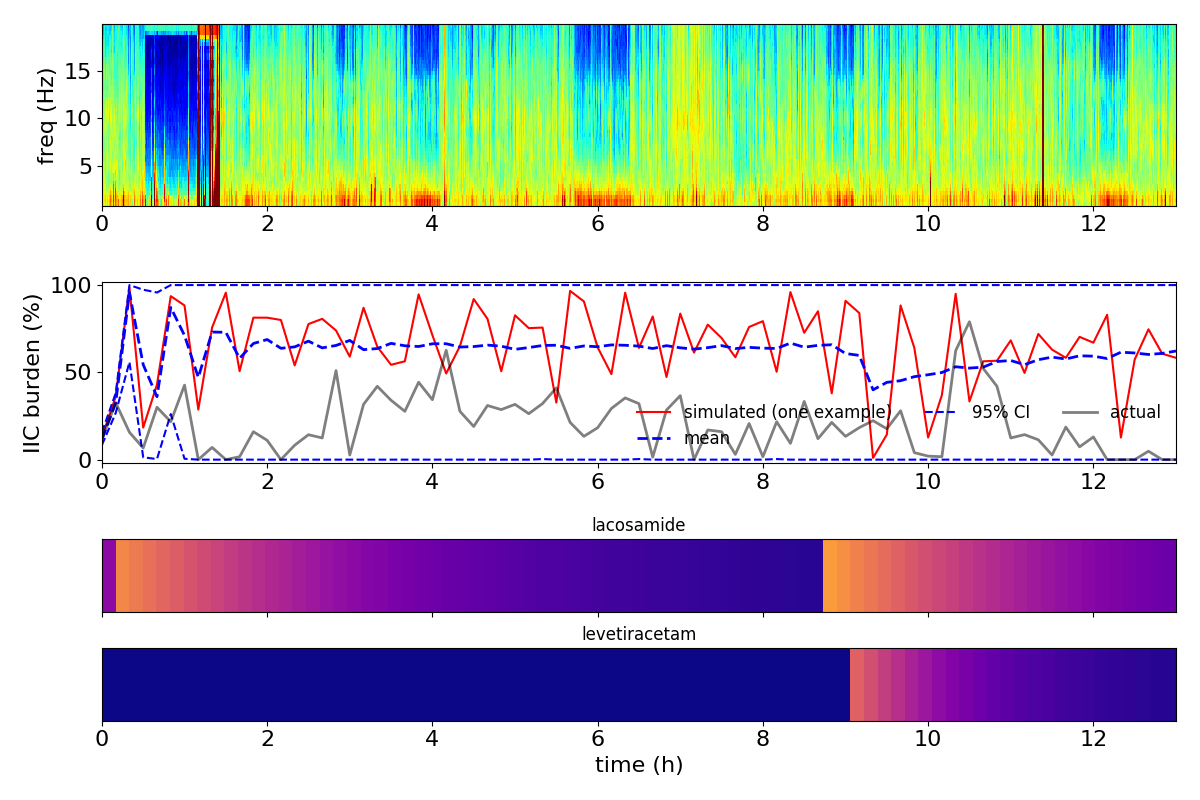 freq (Hz)
15
10
5
0 2 4 6 8 10 12
IIC burden (%)
100
50
0
simulated (one example) 95% CI actual
mean
0 2 4 6 8 10 12
lacosamide
levetiracetam
0 2 4 6 8 10 12
time (h)